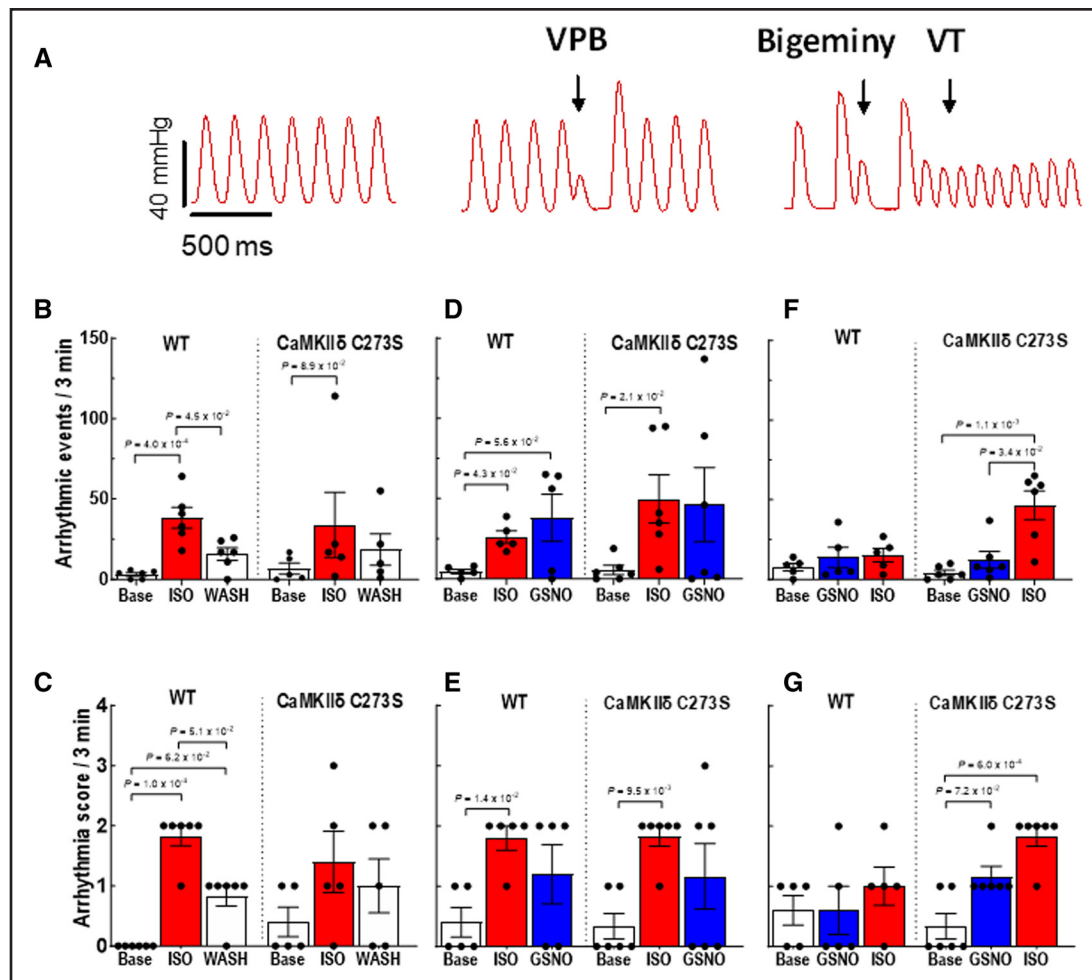 A
VPB
Bigeminy VT
40 mmHg
500 ms
B
D
F
WT CaMKIIδ C273S
WT CaMKIIδ C273S
WT CaMKIIδ C273S
Arrhythmic events / 3 min
150
100
50
0
P = 4.0 x 10⁻⁴
P = 4.5 x 10⁻²
P = 8.9 x 10⁻²
P = 5.6 x 10⁻²
P = 4.3 x 10⁻²
P = 2.1 x 10⁻²
P = 1.1 x 10⁻³
P = 3.4 x 10⁻²
Base ISO WASH Base ISO WASH
Base ISO GSNO Base ISO GSNO
Base GSNO ISO Base GSNO ISO
C
E
G
WT CaMKIIδ C273S
WT CaMKIIδ C273S
WT CaMKIIδ C273S
Arrhythmia score / 3 min
4
3
2
1
0
P = 5.1 x 10⁻²
P = 6.2 x 10⁻²
P = 1.4 x 10⁻²
P = 9.5 x 10⁻³
P = 6.0 x 10⁻⁴
P = 7.2 x 10⁻²
Base ISO WASH Base ISO WASH
Base ISO GSNO Base ISO GSNO
Base GSNO ISO Base GSNO ISO